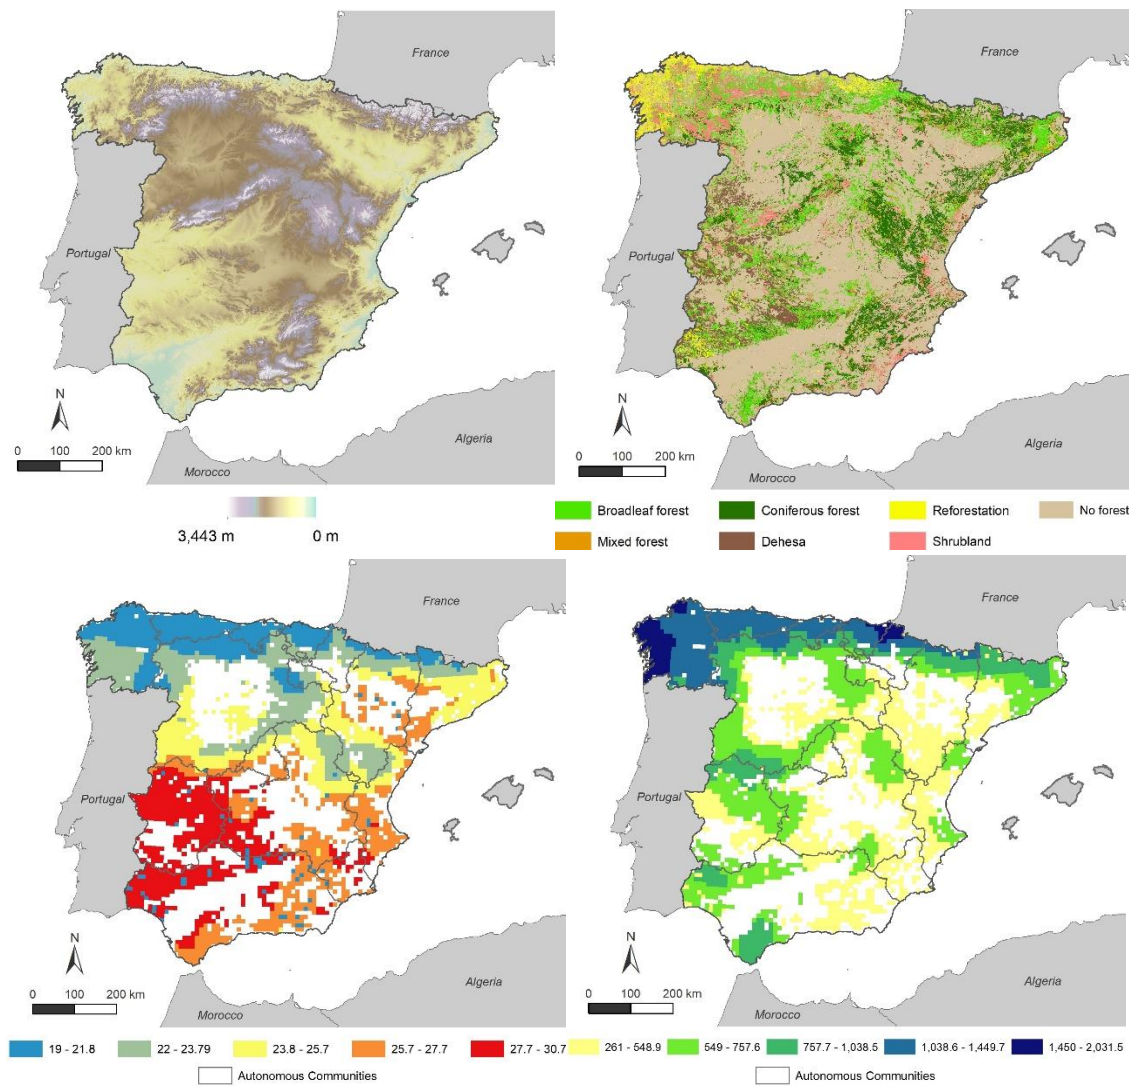 France
Portugal
N
0 100 200 km
Algeria
Morocco
3,443 m 0 m
France
Portugal
N
0 100 200 km
Algeria
Morocco
Broadleaf forest Coniferous forest Reforestation No forest
Mixed forest Dehesa Shrubland
France
Portugal
N
0 100 200 km
Algeria
Morocco
19 - 21.8 22 - 23.79 23.8 - 25.7 25.7 - 27.7 27.7 - 30.7
Autonomous Communities
France
Portugal
N
0 100 200 km
Algeria
Morocco
261 - 548.9 549 - 757.6 757.7 - 1,038.5 1,038.6 - 1,449.7 1,450 - 2,031.5
Autonomous Communities